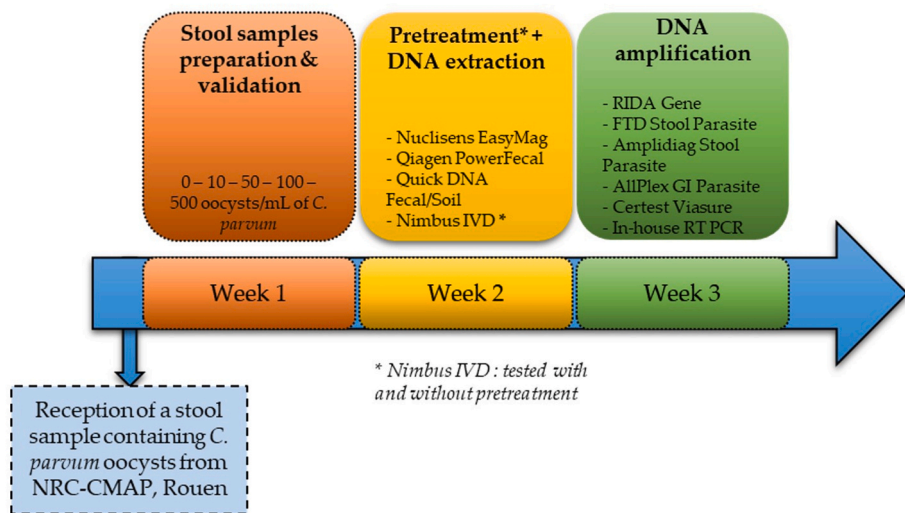 Stool samples
preparation &
validation
0 – 10 – 50 – 100 –
500 oocysts/mL of C.
parvum
Pretreatment* +
DNA extraction
- Nuclisens EasyMag
- Qiagen PowerFecal
- Quick DNA
Fecal/Soil
- Nimbus IVD *
DNA
amplification
- RIDA Gene
- FTD Stool Parasite
- Amplidiag Stool
Parasite
- AllPlex GI Parasite
- Certest Viasure
- In-house RT PCR
Week 1
Week 2
Week 3
* Nimbus IVD : tested with
and without pretreatment
Reception of a stool
sample containing C.
parvum oocysts from
NRC-CMAP, Rouen